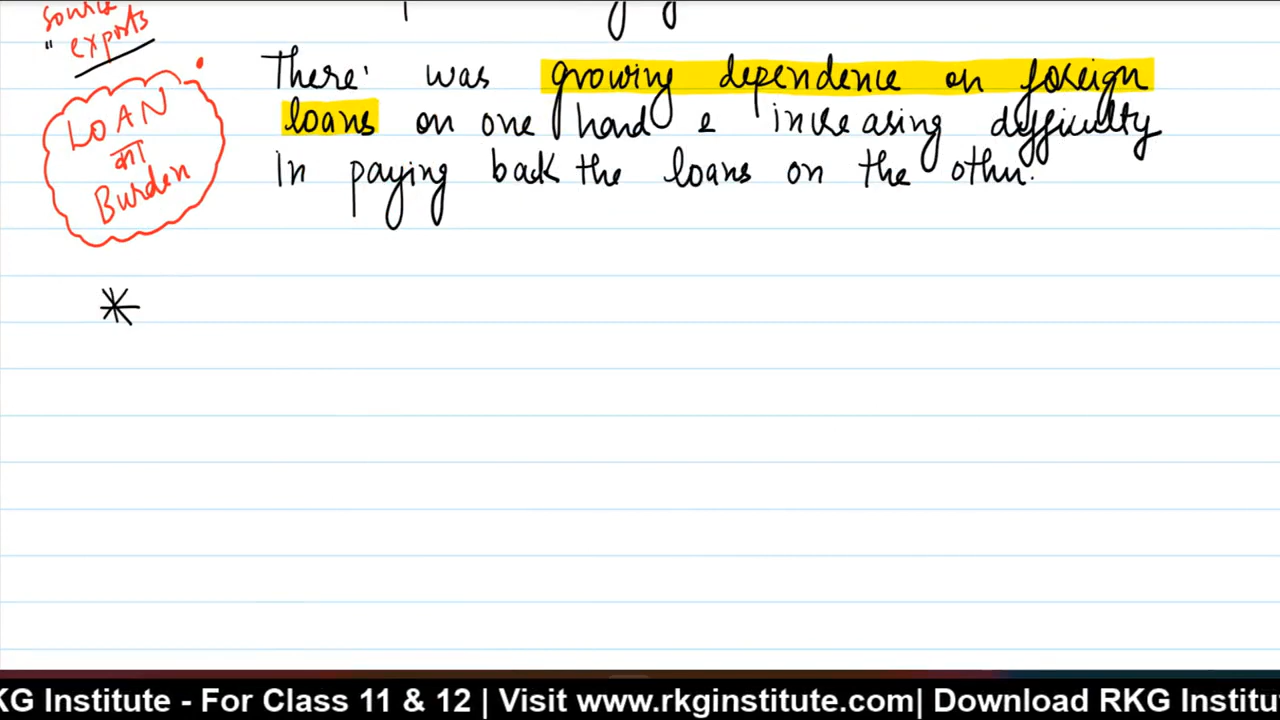 source
" exports
There was growing dependence on foreign
loans on one hand & increasing difficulty
In paying back the loans on the other.
LOAN
का
Burden
*
KG Institute - For Class 11 & 12 | Visit www.rkginstitute.com| Download RKG Institu